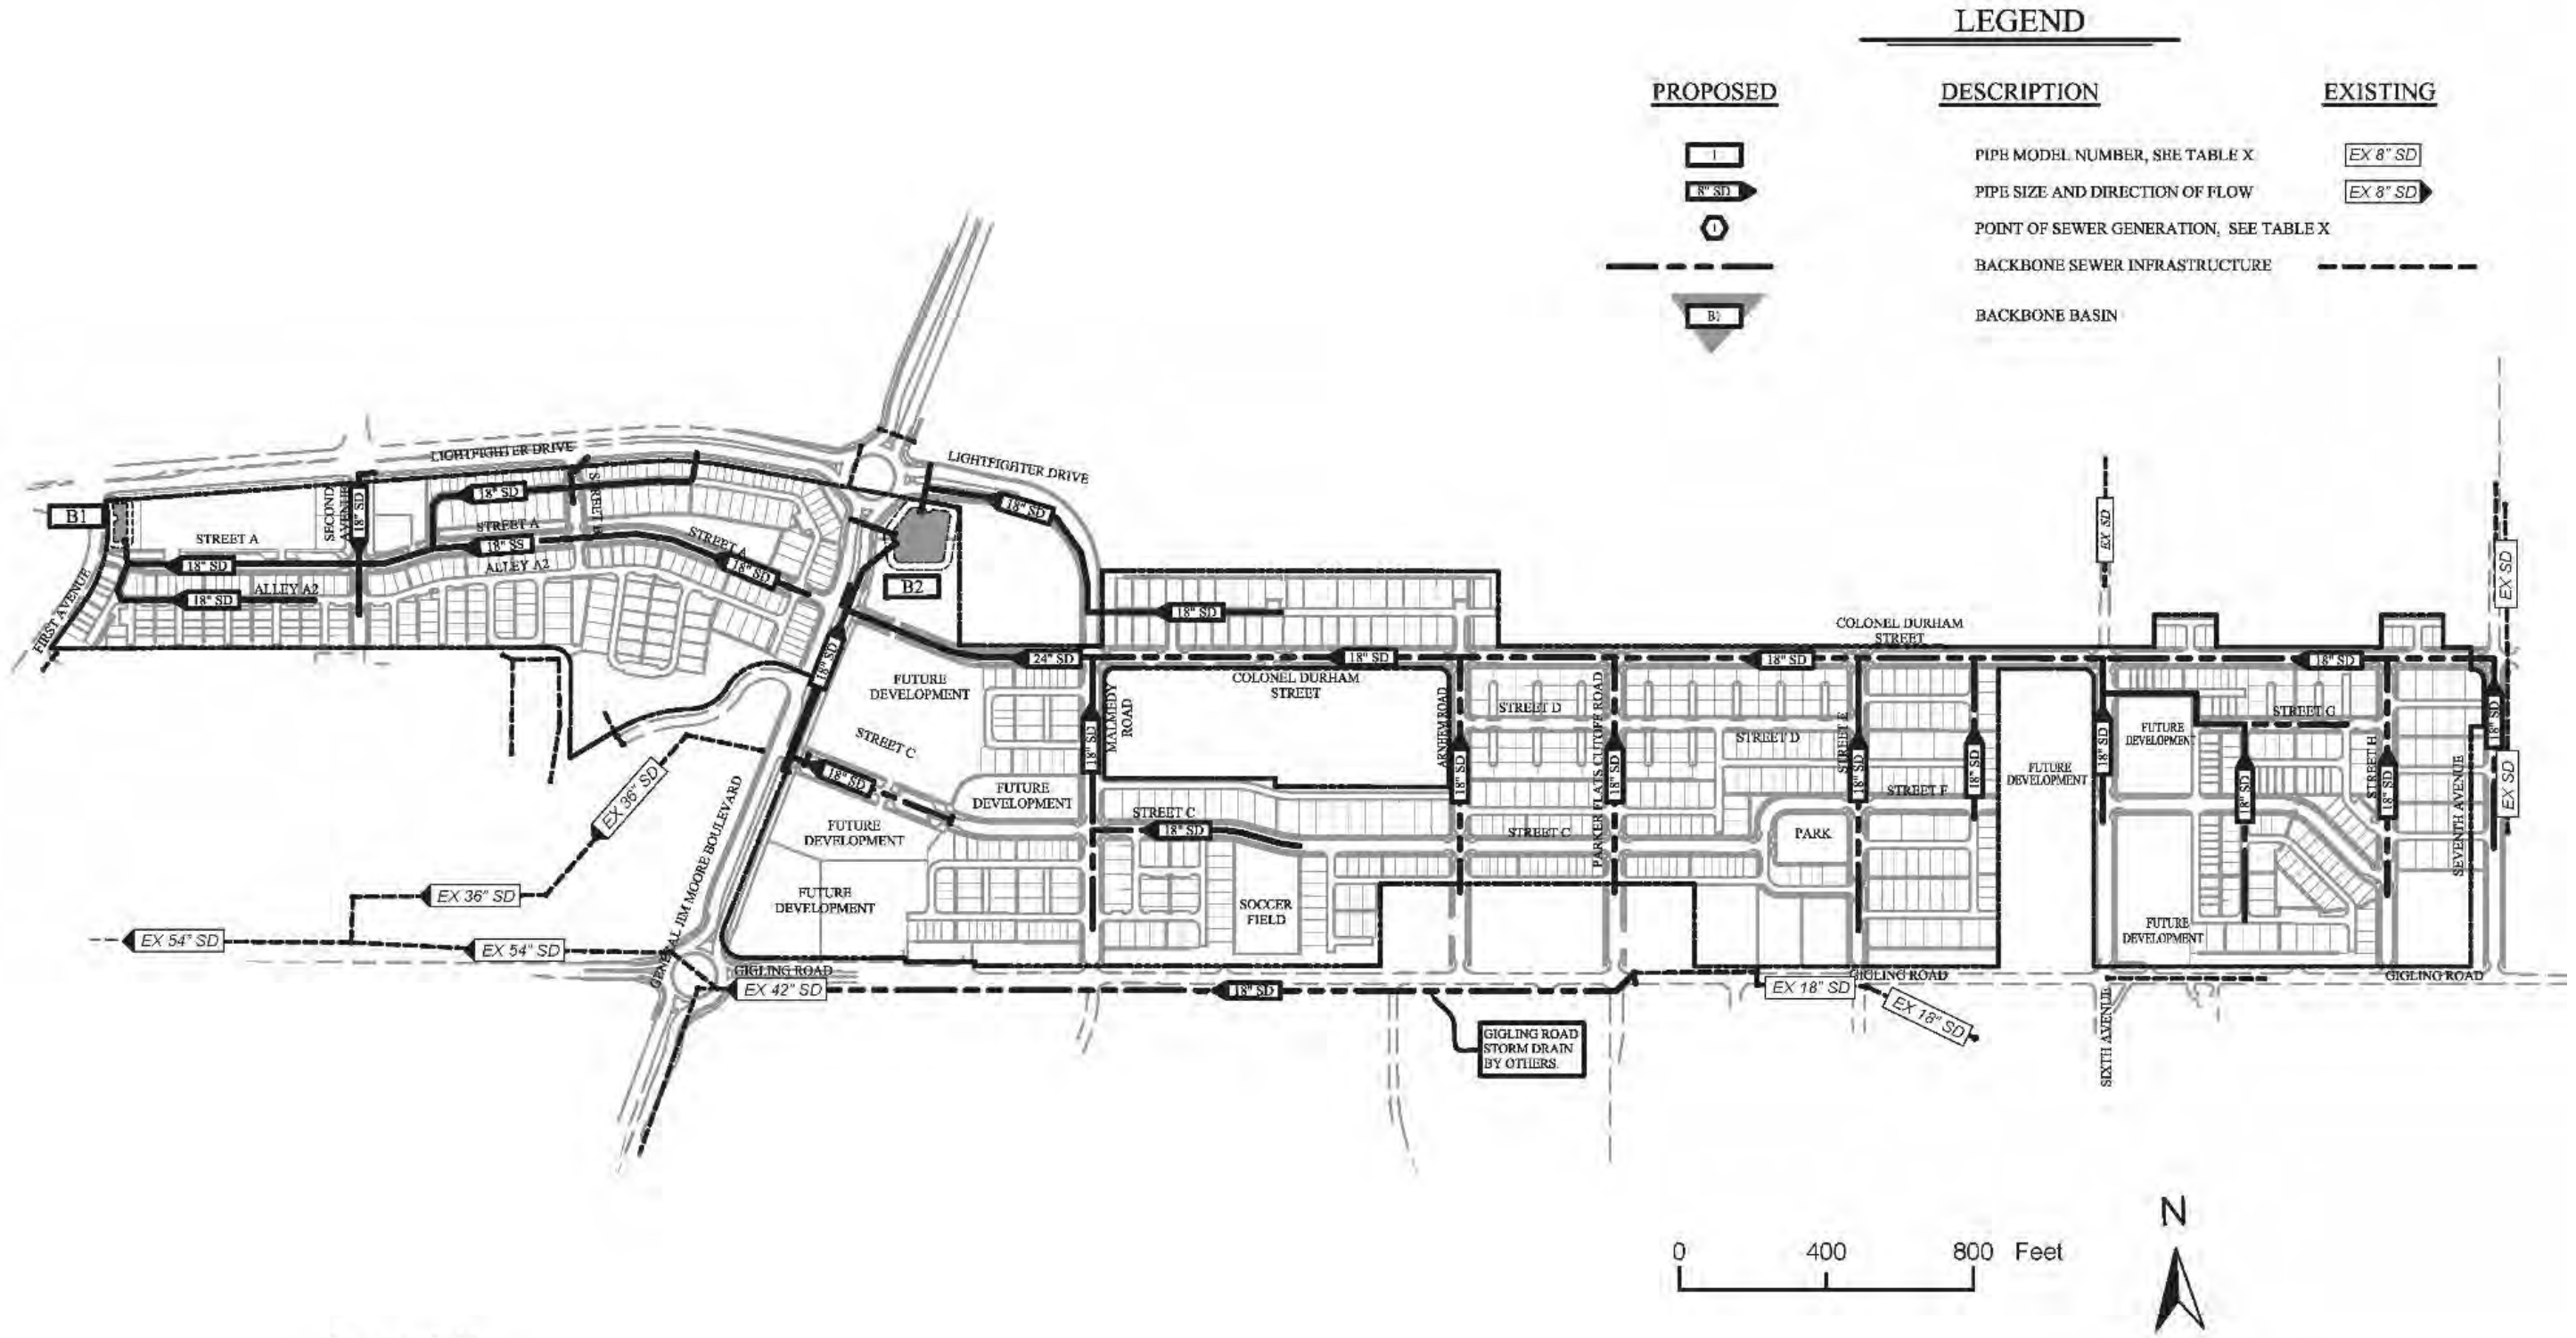 LEGEND
PROPOSED
DESCRIPTION
EXISTING
1
PIPE MODEL NUMBER, SEE TABLE X
EX 8" SD
8" SD
PIPE SIZE AND DIRECTION OF FLOW
EX 8" SD
1
POINT OF SEWER GENERATION, SEE TABLE X
BACKBONE SEWER INFRASTRUCTURE
B1
BACKBONE BASIN
LIGHTFIGHTER DRIVE
LIGHTFIGHTER DRIVE
B1
SECOND
AVENUE
18" SD
18" SD
STREET B
18" SD
EX SD
EX SD
STREET A
STREET A
18" SS
STREET A
18" SD
18" SD
ALLEY A2
B2
FIRST AVENUE
18" SD
ALLEY A2
18" SD
COLONEL DURHAM
STREET
18" SD
24" SD
18" SD
18" SD
18" SD
COLONEL DURHAM
STREET
FUTURE
DEVELOPMENT
MALMEDY
ROAD
18" SD
ARNHEM ROAD
18" SD
STREET D
PARKER FLATS CUTOFF ROAD
18" SD
STREET D
STREET E
18" SD
18" SD
STREET F
FUTURE
DEVELOPMENT
18" SD
FUTURE
DEVELOPMENT
STREET G
18" SD
STREET H
18" SD
18" SD
SEVENTH AVENUE
EX SD
STREET C
18" SD
EX 36" SD
GENERAL JIM MOORE BOULEVARD
FUTURE
DEVELOPMENT
FUTURE
DEVELOPMENT
STREET C
18" SD
STREET C
PARK
EX 36" SD
FUTURE
DEVELOPMENT
SOCCER
FIELD
FUTURE
DEVELOPMENT
EX 54" SD
EX 54" SD
GIGLING ROAD
EX 42" SD
18" SD
GIGLING ROAD
EX 18" SD
EX 18" SD
GIGLING ROAD
SIXTH AVENUE
GIGLING ROAD
STORM DRAIN
BY OTHERS.
N
0 400 800 Feet